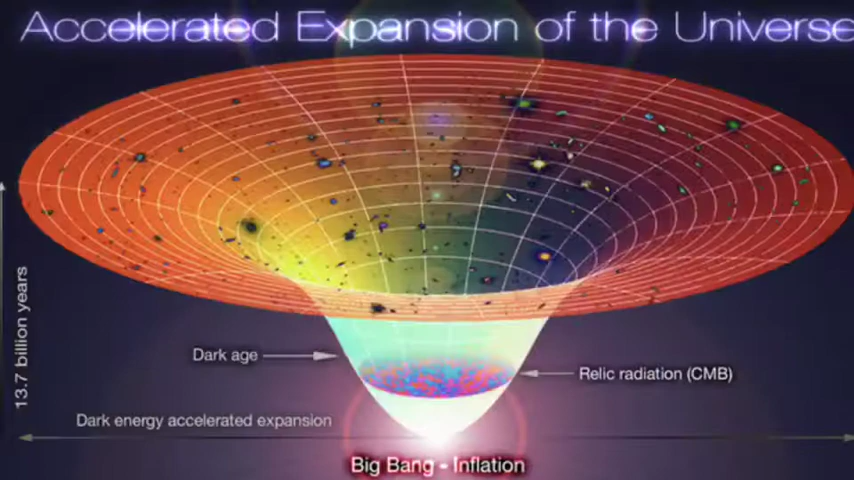 Accelerated Expansion of the Universe
13.7 billion years
Dark age
Relic radiation (CMB)
Dark energy accelerated expansion
Big Bang - Inflation